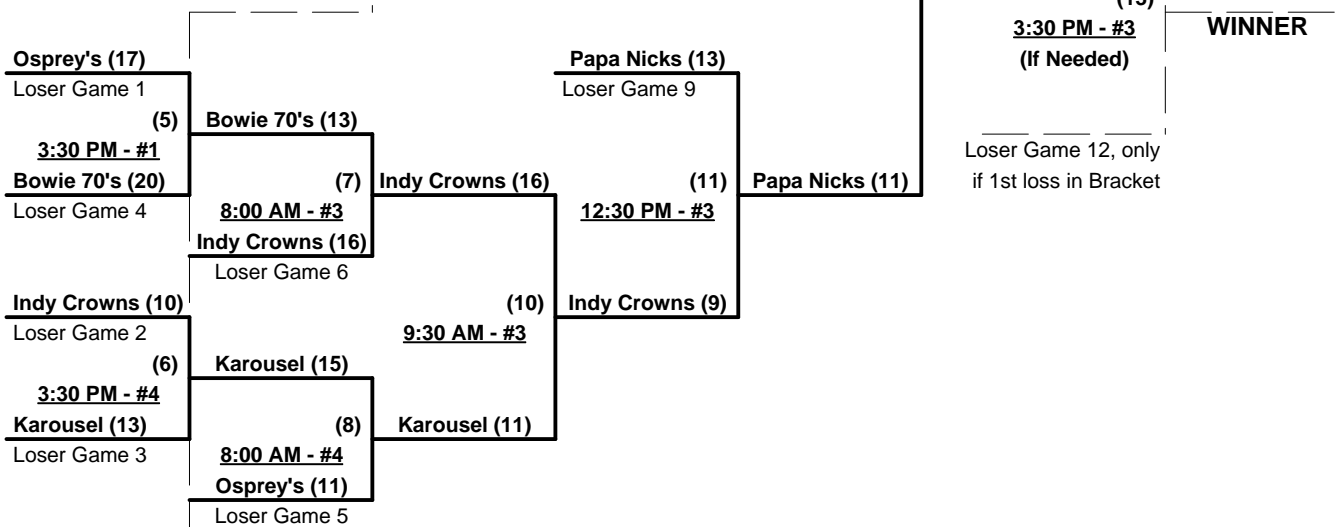 (13)
3:30 PM - #3
(If Needed)
WINNER
Loser Game 12, only
if 1st loss in Bracket
Osprey's (17)
Loser Game 1
(5)
3:30 PM - #1
Bowie 70's (20)
Loser Game 4
Bowie 70's (13)
(7)
8:00 AM - #3
Indy Crowns (16)
Loser Game 6
Indy Crowns (10)
Loser Game 2
(6)
3:30 PM - #4
Karousel (13)
Loser Game 3
Karousel (15)
(8)
8:00 AM - #4
Osprey's (11)
Loser Game 5
Indy Crowns (16)
(10)
9:30 AM - #3
Karousel (11)
Papa Nicks (13)
Loser Game 9
(11)
12:30 PM - #3
Indy Crowns (9)
Papa Nicks (11)